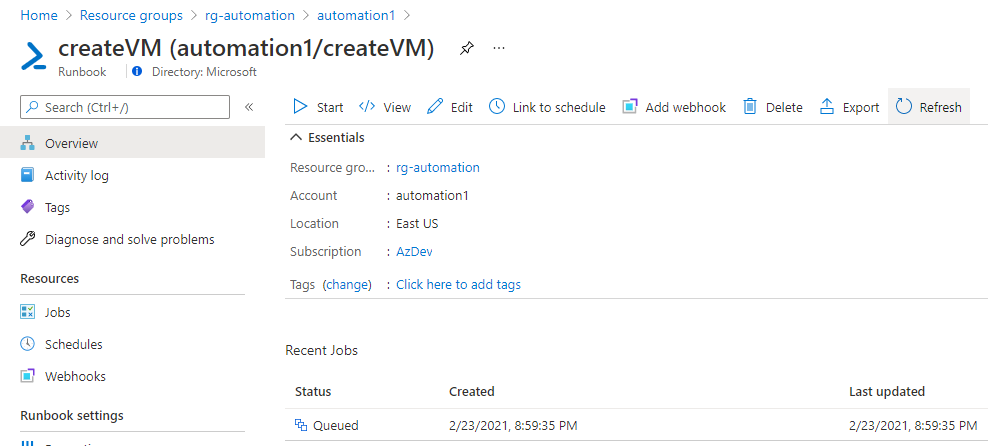 Home > Resource groups > rg-automation > automation1 >
createVM (automation1/createVM) ...
Runbook Directory: Microsoft
Search (Ctrl+/) «
Start View Edit Link to schedule Add webhook Delete Export Refresh
Overview
Activity log
Tags
Diagnose and solve problems
Resources
Jobs
Schedules
Webhooks
Runbook settings
Essentials
Resource gro... : rg-automation
Account : automation1
Location : East US
Subscription : AzDev
Tags (change) : Click here to add tags
Recent Jobs
Status Created Last updated
Queued 2/23/2021, 8:59:35 PM 2/23/2021, 8:59:35 PM